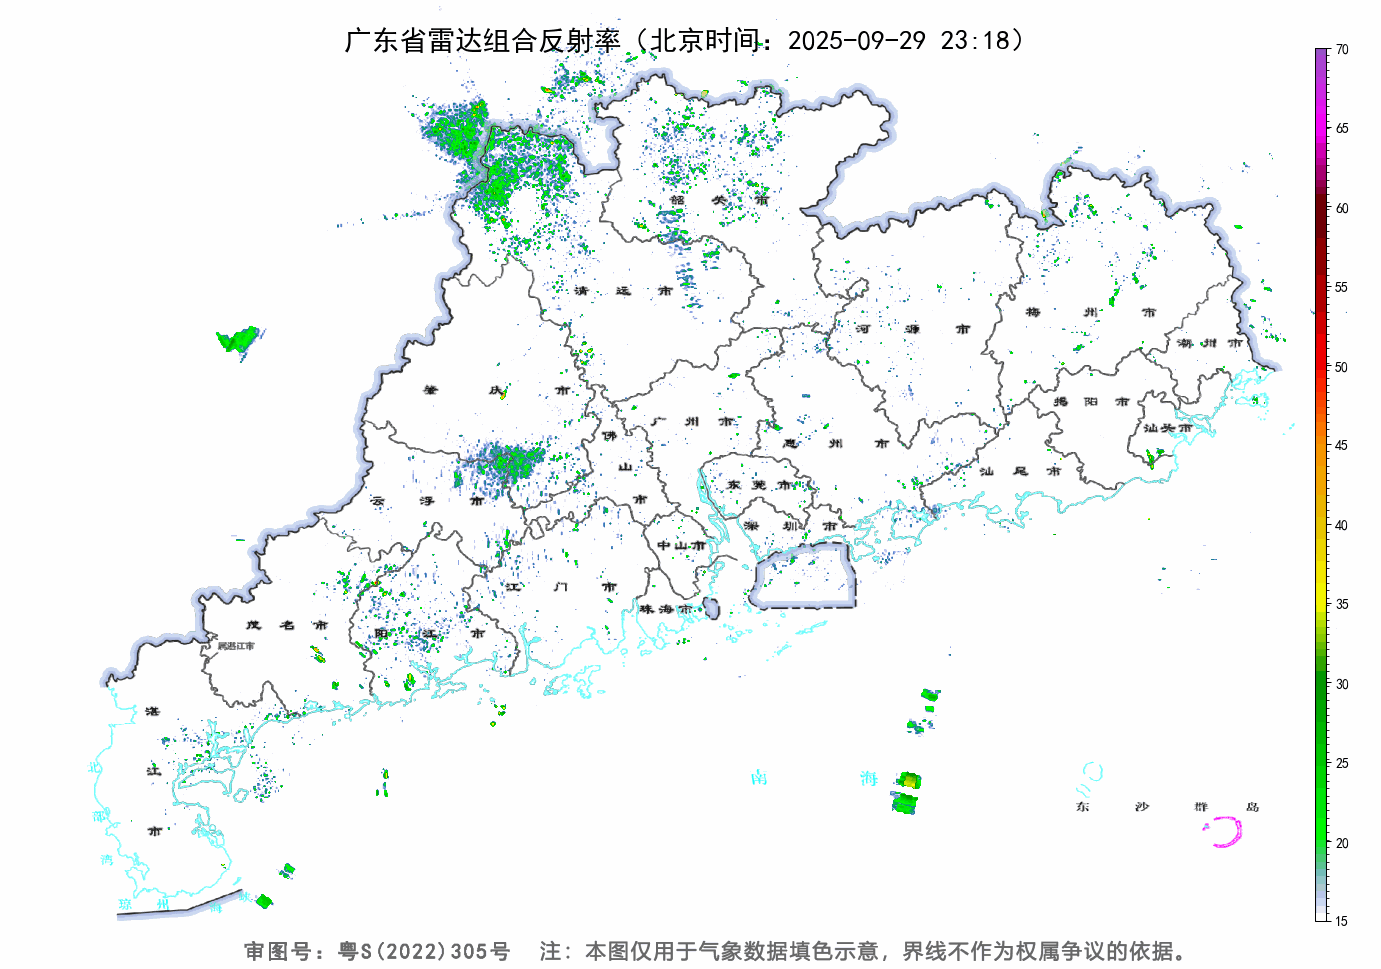 广东省雷达组合反射率（北京时间：2025-09-29 23:18）
70
65
60
55
50
45
40
35
30
25
20
15
韶 关 市
清 远 市
梅 州 市
河 源 市
潮 州 市
肇 庆 市
揭 阳 市
广 州 市
汕头市
佛 山 市
惠 州 市
汕 尾 市
云 浮 市
东 莞 市
深 圳 市
中山市
江 门 市
珠海市
茂 名 市
阳 江 市
属湛江市
湛 江 市
北 部 湾
南 海
东 沙 群 岛
琼 州 海 峡
审图号：粤S(2022)305号 注：本图仅用于气象数据填色示意，界线不作为权属争议的依据。